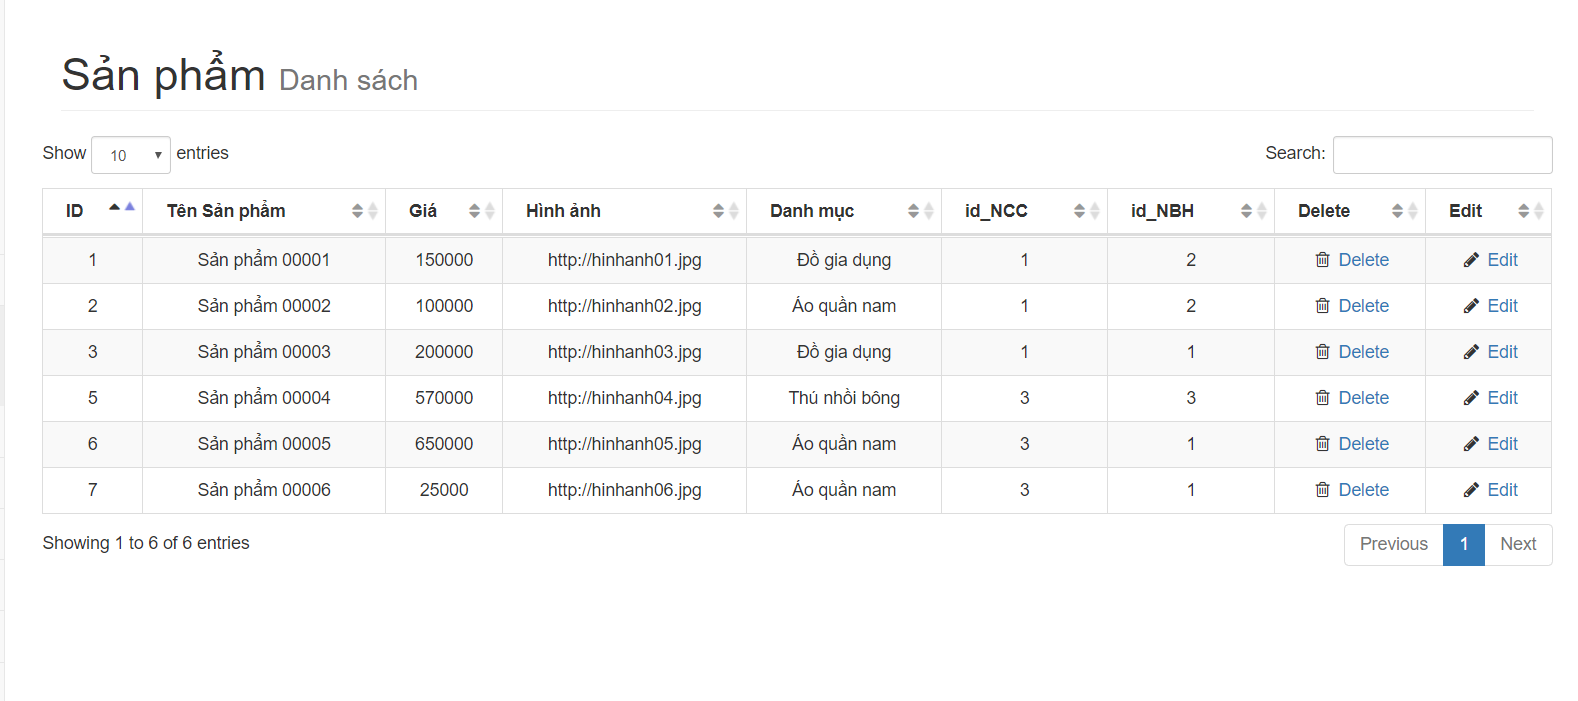 Sản phẩm Danh sách
Show 10 entries Search:
ID Tên Sản phẩm Giá Hình ảnh Danh mục id_NCC id_NBH Delete Edit
1 Sản phẩm 00001 150000 http://hinhanh01.jpg Đồ gia dụng 1 2 Delete Edit
2 Sản phẩm 00002 100000 http://hinhanh02.jpg Áo quần nam 1 2 Delete Edit
3 Sản phẩm 00003 200000 http://hinhanh03.jpg Đồ gia dụng 1 1 Delete Edit
5 Sản phẩm 00004 570000 http://hinhanh04.jpg Thú nhồi bông 3 3 Delete Edit
6 Sản phẩm 00005 650000 http://hinhanh05.jpg Áo quần nam 3 1 Delete Edit
7 Sản phẩm 00006 25000 http://hinhanh06.jpg Áo quần nam 3 1 Delete Edit
Showing 1 to 6 of 6 entries Previous 1 Next